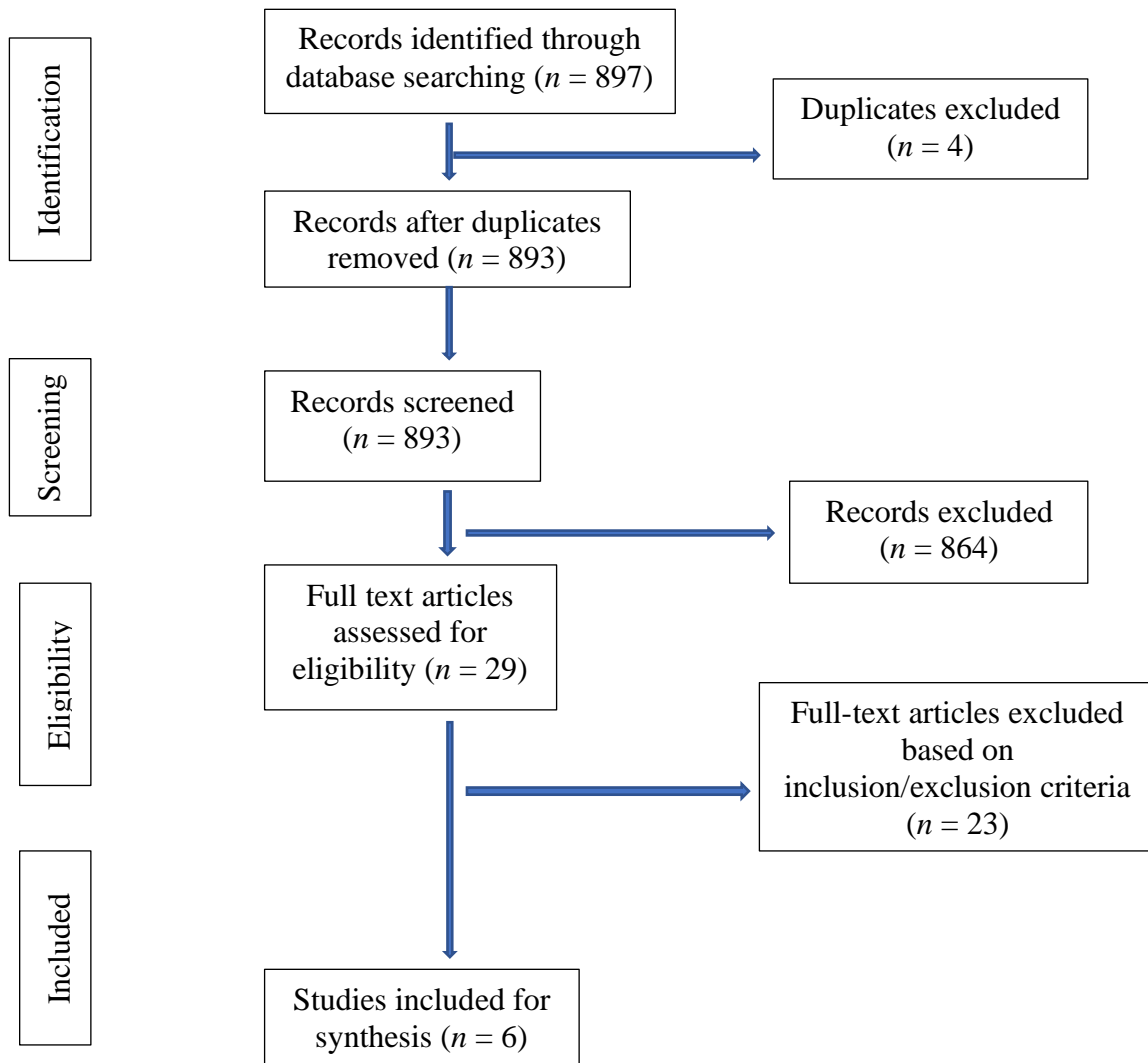 Identification
Records identified through
database searching (n = 897)
Duplicates excluded
(n = 4)
Records after duplicates
removed (n = 893)
Screening
Records screened
(n = 893)
Records excluded
(n = 864)
Eligibility
Full text articles
assessed for
eligibility (n = 29)
Full-text articles excluded
based on
inclusion/exclusion criteria
(n = 23)
Included
Studies included for
synthesis (n = 6)